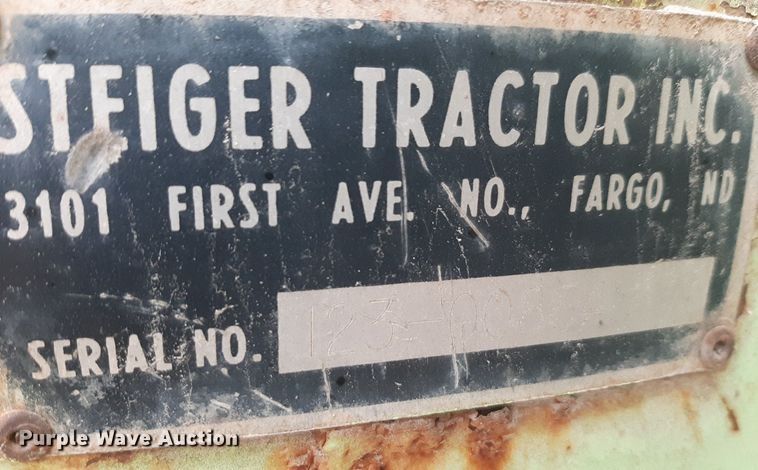 STEIGER TRACTOR INC.
3101 FIRST AVE. NO., FARGO, ND
SERIAL NO.
Purple Wave Auction